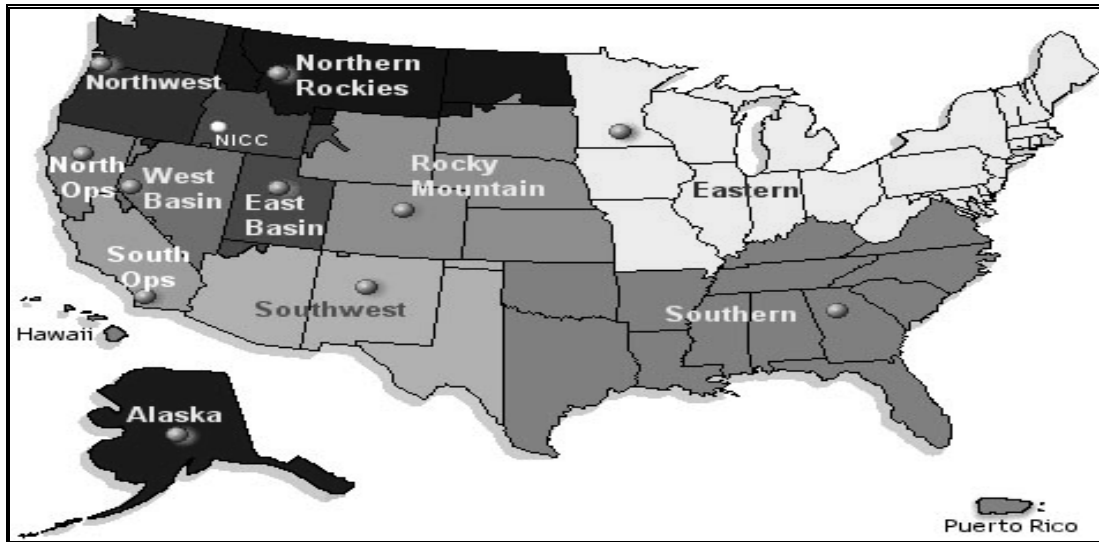 Northwest
Northern
Rockies
NICC
North
Ops
West
Basin
East
Basin
Rocky
Mountain
Eastern
South
Ops
Southwest
Southern
Hawaii
Alaska
Puerto Rico